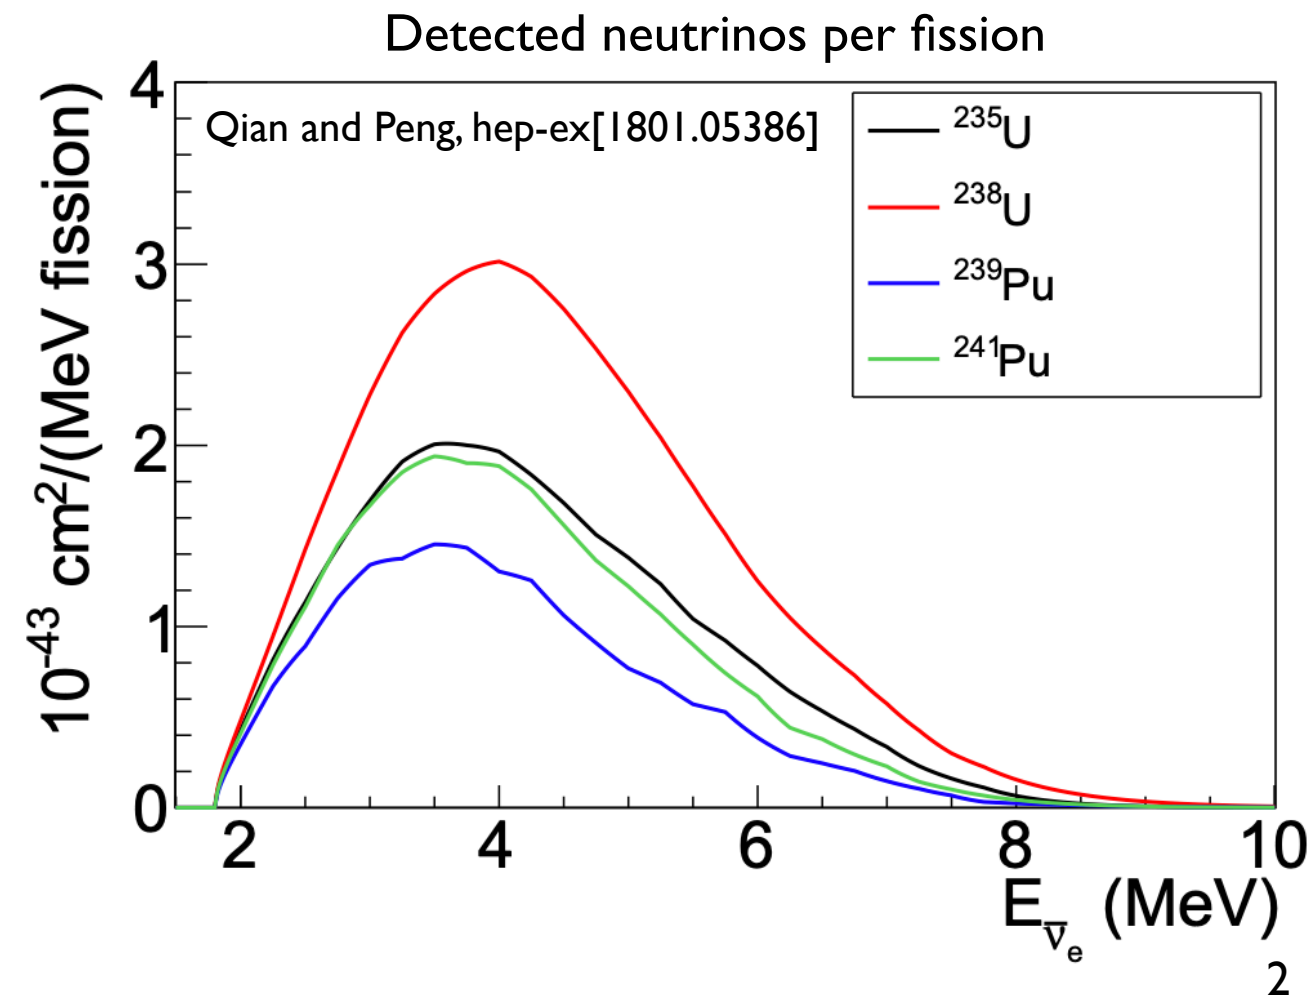 Detected neutrinos per fission
Qian and Peng, hep-ex[1801.05386]
²³⁵U
²³⁸U
²³⁹Pu
²⁴¹Pu
10⁻⁴³ cm²/(MeV fission)
4
3
2
1
0
2 4 6 8 10
E_ν̅ₑ (MeV)
2